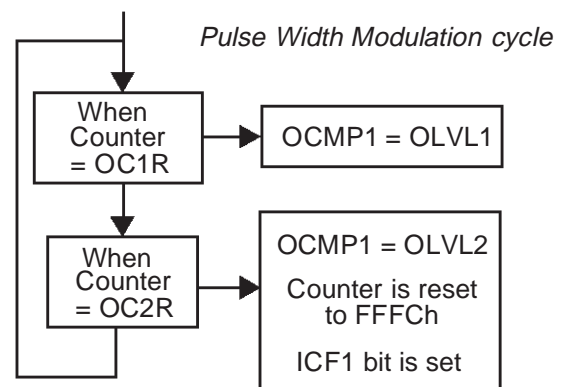 Pulse Width Modulation cycle
When
Counter
= OC1R
OCMP1 = OLVL1
When
Counter
= OC2R
OCMP1 = OLVL2
Counter is reset
to FFFCh
ICF1 bit is set